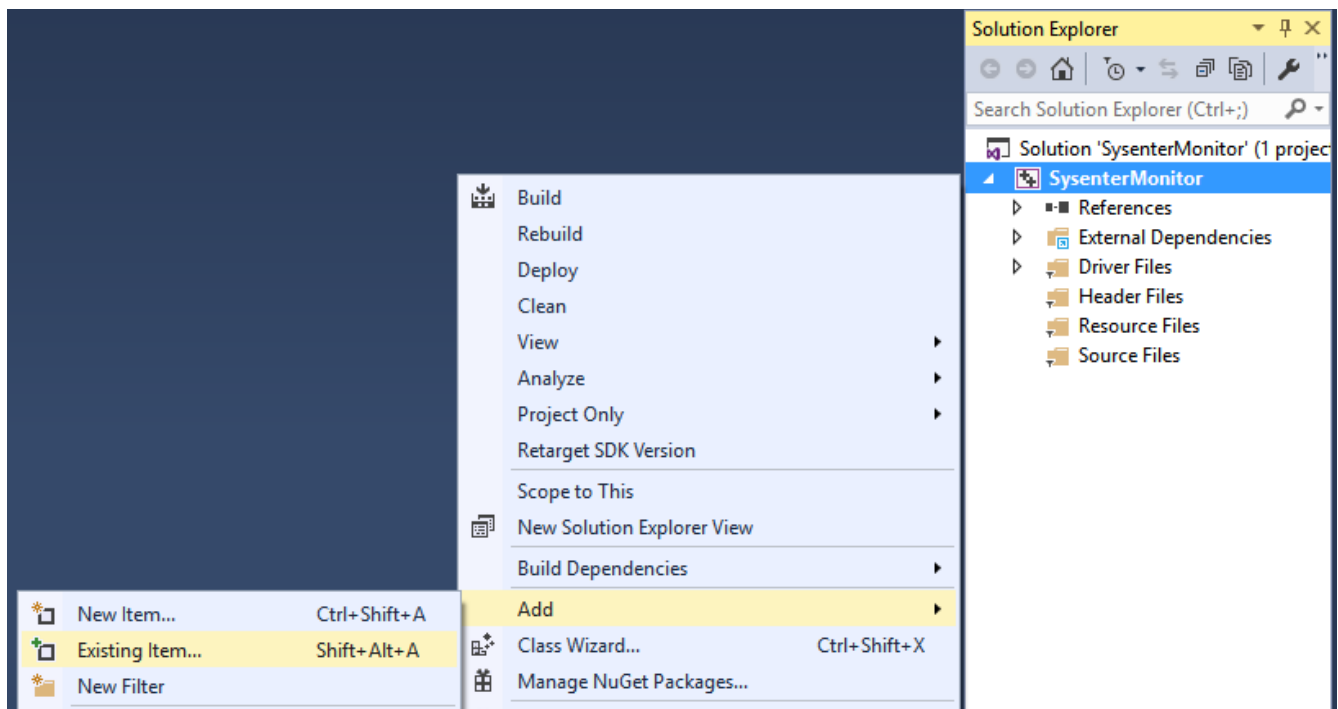 Solution Explorer
Search Solution Explorer (Ctrl+;)
Solution 'SysenterMonitor' (1 projec
SysenterMonitor
References
External Dependencies
Driver Files
Header Files
Resource Files
Source Files
Build
Rebuild
Deploy
Clean
View
Analyze
Project Only
Retarget SDK Version
Scope to This
New Solution Explorer View
Build Dependencies
Add
Class Wizard... Ctrl+Shift+X
Manage NuGet Packages...
New Item... Ctrl+Shift+A
Existing Item... Shift+Alt+A
New Filter